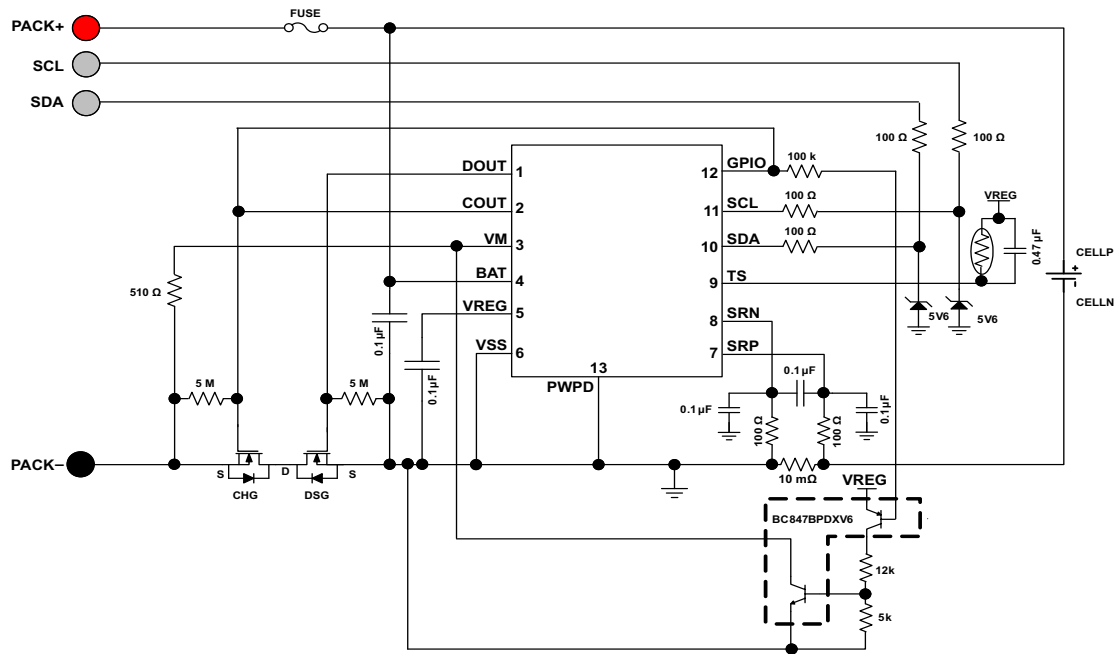 FUSE
PACK+
SCL
SDA
100 Ω
100 Ω
DOUT
1
COUT
2
VM
3
BAT
4
VREG
5
VSS
6
13
PWPD
GPIO
12
100 k
SCL
11
100 Ω
SDA
10
100 Ω
TS
9
SRN
8
SRP
7
VREG
0.47 µF
CELLP
+
-
CELLN
5V6
5V6
510 Ω
0.1 µF
0.1 µF
5 M
5 M
0.1 µF
0.1 µF
0.1 µF
100 Ω
100 Ω
PACK–
S
D
S
CHG
DSG
10 mΩ
VREG
BC847BPDXV6
12k
5k